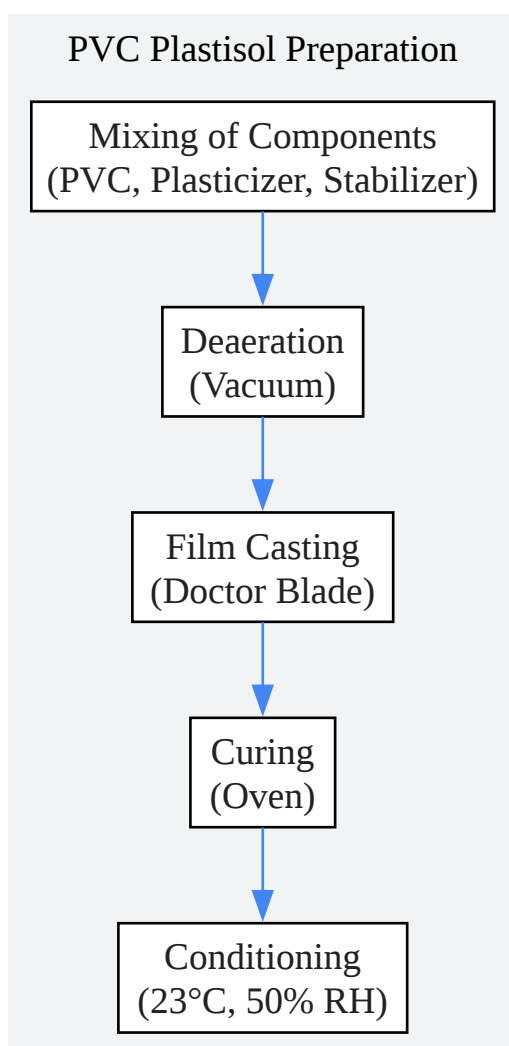 PVC Plastisol Preparation
Mixing of Components
(PVC, Plasticizer, Stabilizer)
Deaeration
(Vacuum)
Film Casting
(Doctor Blade)
Curing
(Oven)
Conditioning
(23°C, 50% RH)